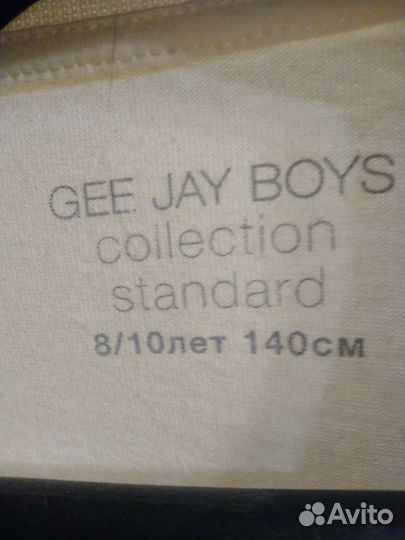 GEE JAY BOYS
collection
standard
8/10лет 140см
Avito